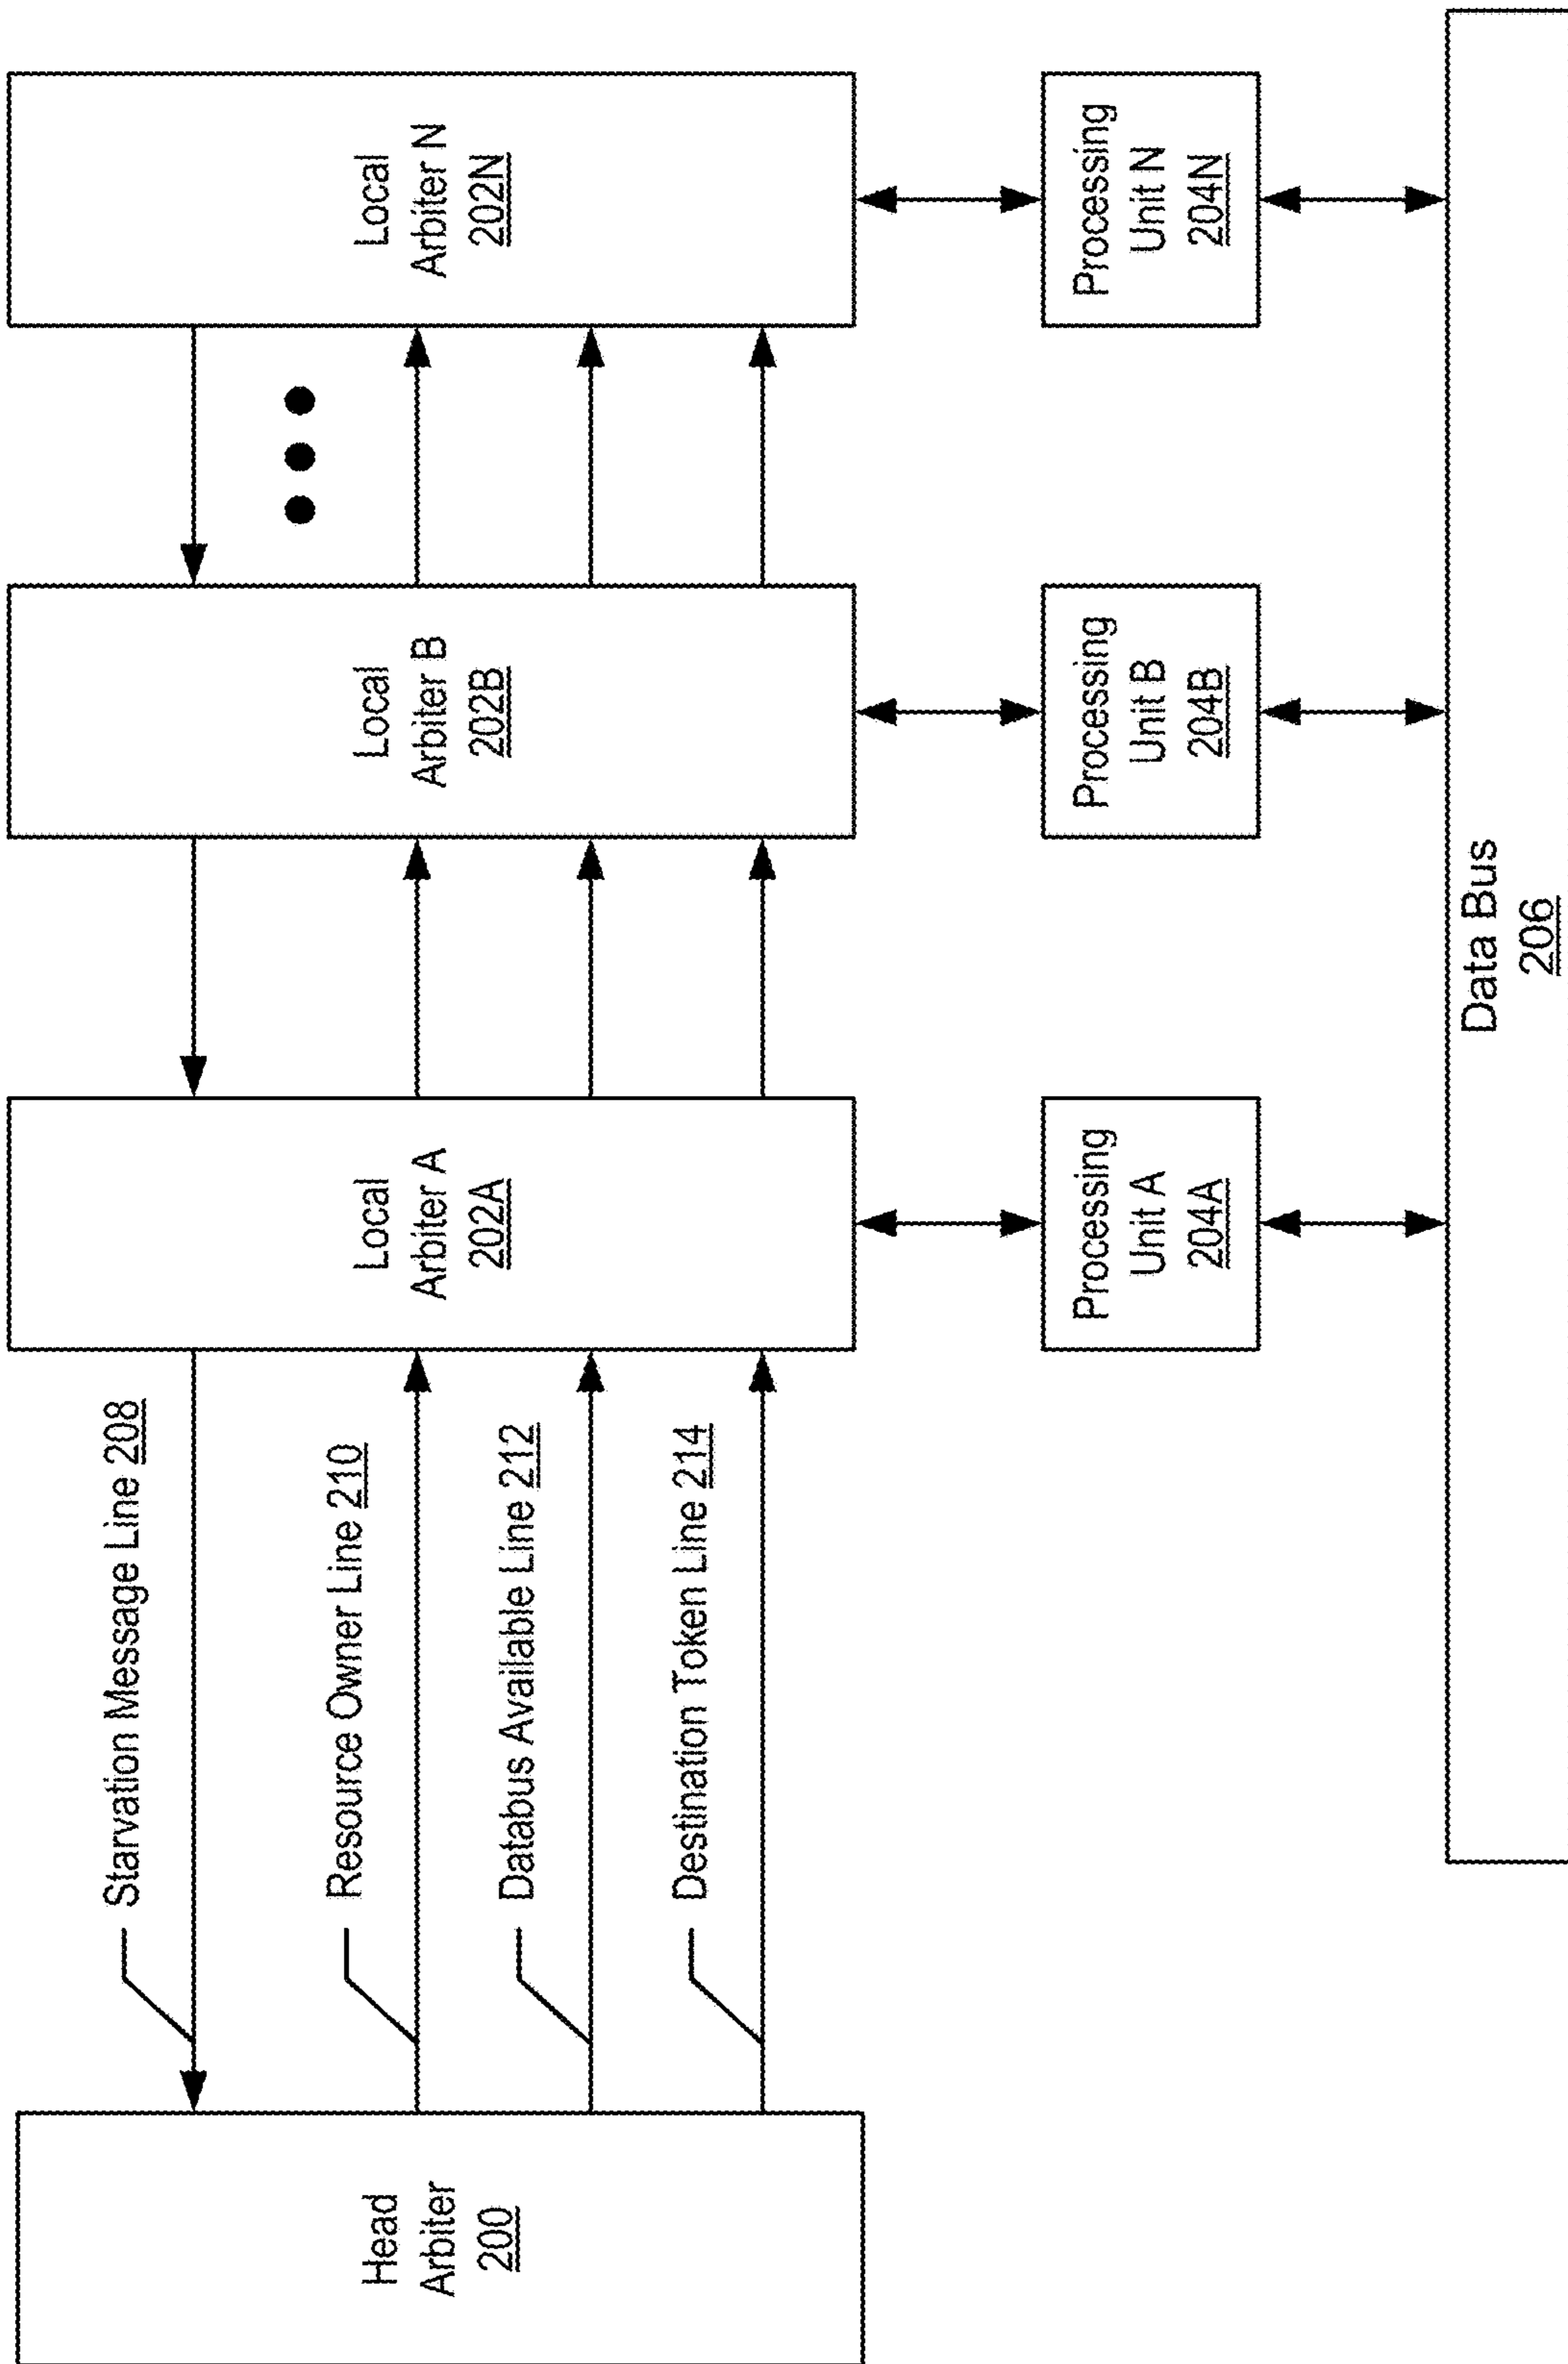 Head
Arbiter
200
Starvation Message Line 208
Resource Owner Line 210
Databus Available Line 212
Destination Token Line 214
Local
Arbiter A
202A
Local
Arbiter B
202B
Local
Arbiter N
202N
Processing
Unit A
204A
Processing
Unit B
204B
Processing
Unit N
204N
Data Bus
206